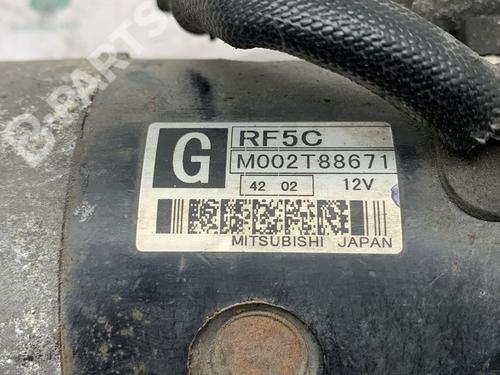 B-PARTS
G
RF5C
M002T88671
42 02
12V
MITSUBISHI JAPAN